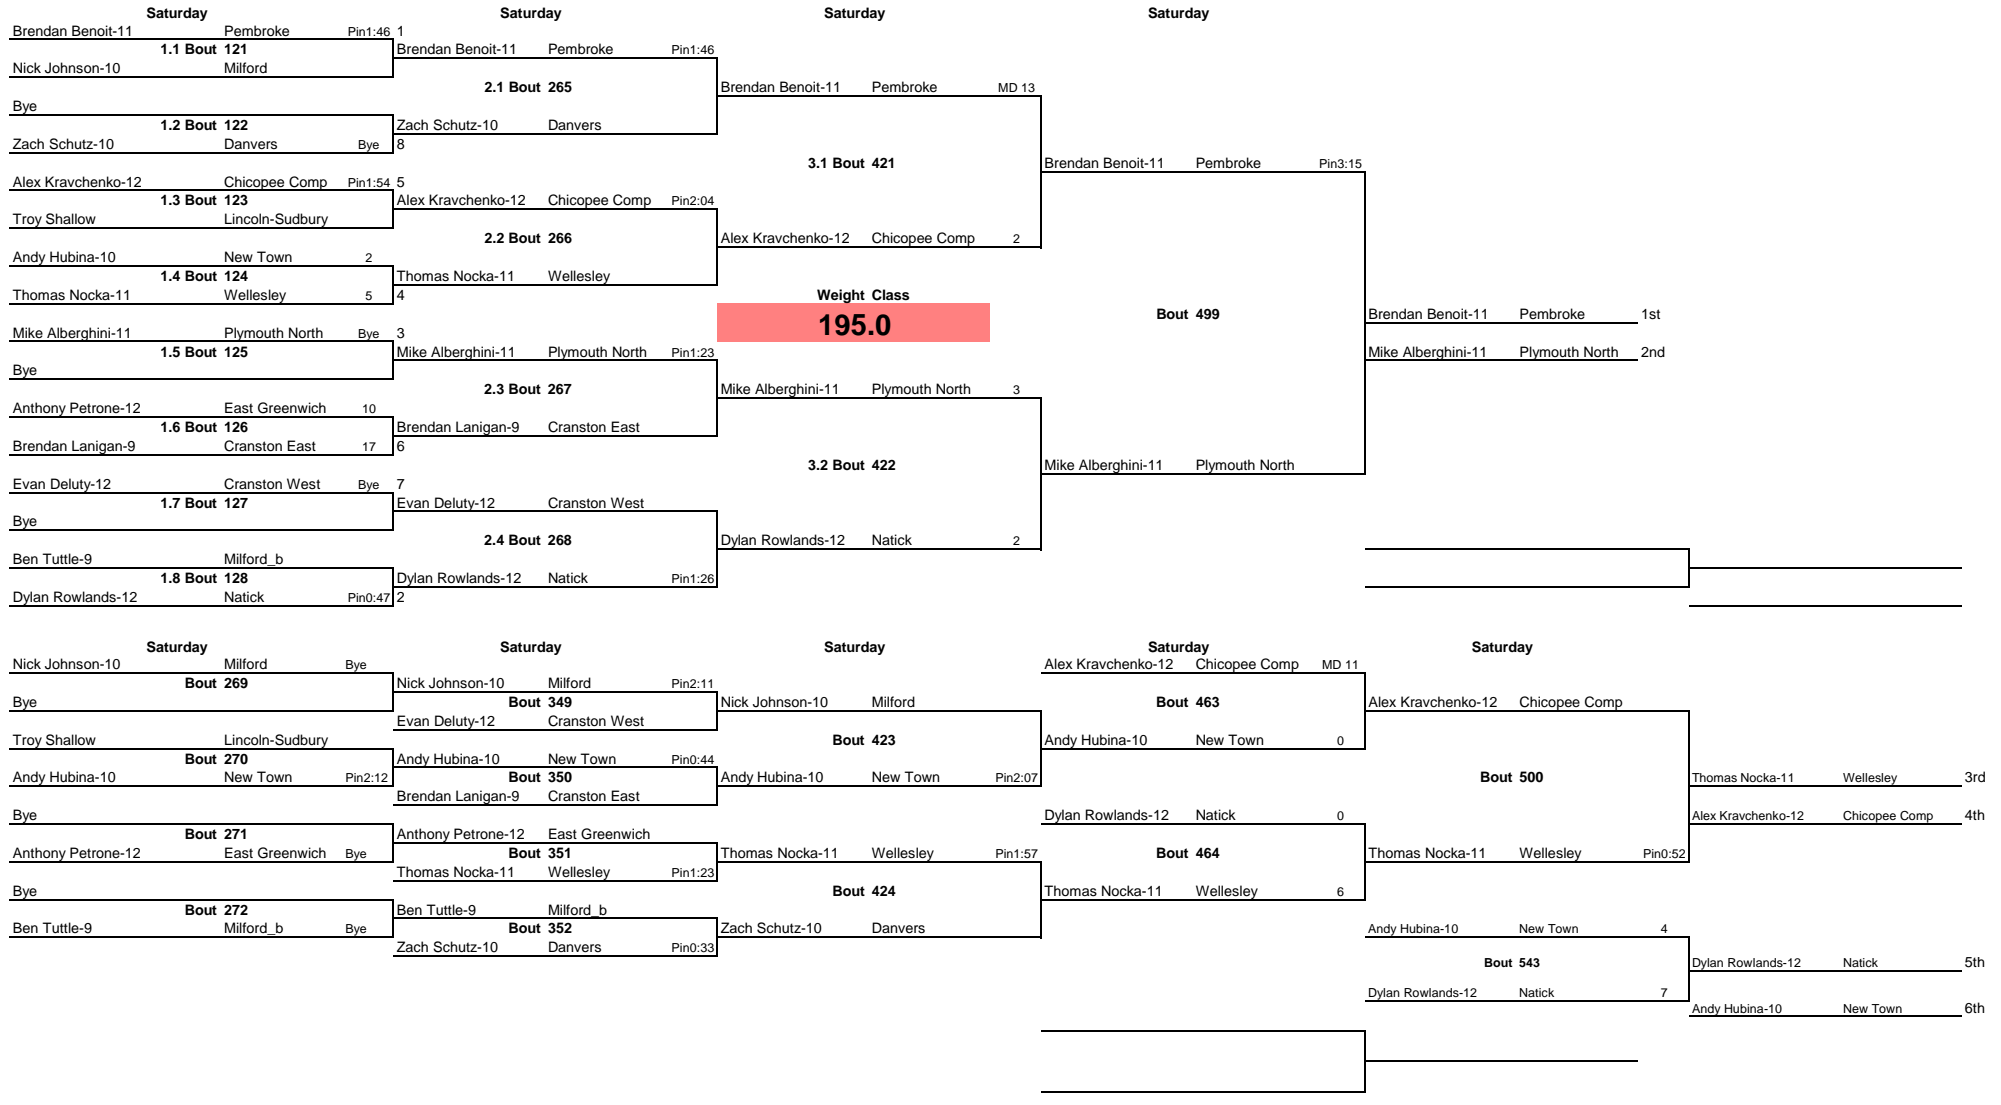 Saturday Saturday Saturday Saturday
Brendan Benoit-11 Pembroke Pin1:46 1
1.1 Bout 121 Brendan Benoit-11 Pembroke Pin1:46
Nick Johnson-10 Milford
2.1 Bout 265 Brendan Benoit-11 Pembroke MD 13
Bye
1.2 Bout 122 Zach Schutz-10 Danvers
Zach Schutz-10 Danvers Bye 8
3.1 Bout 421 Brendan Benoit-11 Pembroke Pin3:15
Alex Kravchenko-12 Chicopee Comp Pin1:54 5
1.3 Bout 123 Alex Kravchenko-12 Chicopee Comp Pin2:04
Troy Shallow Lincoln-Sudbury
2.2 Bout 266 Alex Kravchenko-12 Chicopee Comp 2
Andy Hubina-10 New Town 2
1.4 Bout 124 Thomas Nocka-11 Wellesley
Thomas Nocka-11 Wellesley 5 4 Weight Class
195.0 Bout 499 Brendan Benoit-11 Pembroke 1st
Mike Alberghini-11 Plymouth North Bye 3
1.5 Bout 125 Mike Alberghini-11 Plymouth North Pin1:23 Mike Alberghini-11 Plymouth North 2nd
Bye
2.3 Bout 267 Mike Alberghini-11 Plymouth North 3
Anthony Petrone-12 East Greenwich 10
1.6 Bout 126 Brendan Lanigan-9 Cranston East
Brendan Lanigan-9 Cranston East 17 6
3.2 Bout 422 Mike Alberghini-11 Plymouth North
Evan Deluty-12 Cranston West Bye 7
1.7 Bout 127 Evan Deluty-12 Cranston West
Bye
2.4 Bout 268 Dylan Rowlands-12 Natick 2
Ben Tuttle-9 Milford_b
1.8 Bout 128 Dylan Rowlands-12 Natick Pin1:26
Dylan Rowlands-12 Natick Pin0:47 2
Saturday Saturday Saturday Saturday Saturday
Nick Johnson-10 Milford Bye Alex Kravchenko-12 Chicopee Comp MD 11
Bout 269 Nick Johnson-10 Milford Pin2:11
Bye Bout 349 Nick Johnson-10 Milford Bout 463 Alex Kravchenko-12 Chicopee Comp
Evan Deluty-12 Cranston West
Troy Shallow Lincoln-Sudbury Bout 423 Andy Hubina-10 New Town 0
Bout 270 Andy Hubina-10 New Town Pin0:44
Andy Hubina-10 New Town Pin2:12 Bout 350 Andy Hubina-10 New Town Pin2:07 Bout 500 Thomas Nocka-11 Wellesley 3rd
Brendan Lanigan-9 Cranston East
Bye Dylan Rowlands-12 Natick 0 Alex Kravchenko-12 Chicopee Comp 4th
Bout 271 Anthony Petrone-12 East Greenwich
Anthony Petrone-12 East Greenwich Bye Bout 351 Thomas Nocka-11 Wellesley Pin1:57 Bout 464 Thomas Nocka-11 Wellesley Pin0:52
Thomas Nocka-11 Wellesley Pin1:23
Bye Bout 424 Thomas Nocka-11 Wellesley 6
Bout 272 Ben Tuttle-9 Milford_b
Ben Tuttle-9 Milford_b Bye Bout 352 Zach Schutz-10 Danvers Andy Hubina-10 New Town 4
Zach Schutz-10 Danvers Pin0:33
Bout 543 Dylan Rowlands-12 Natick 5th
Dylan Rowlands-12 Natick 7
Andy Hubina-10 New Town 6th